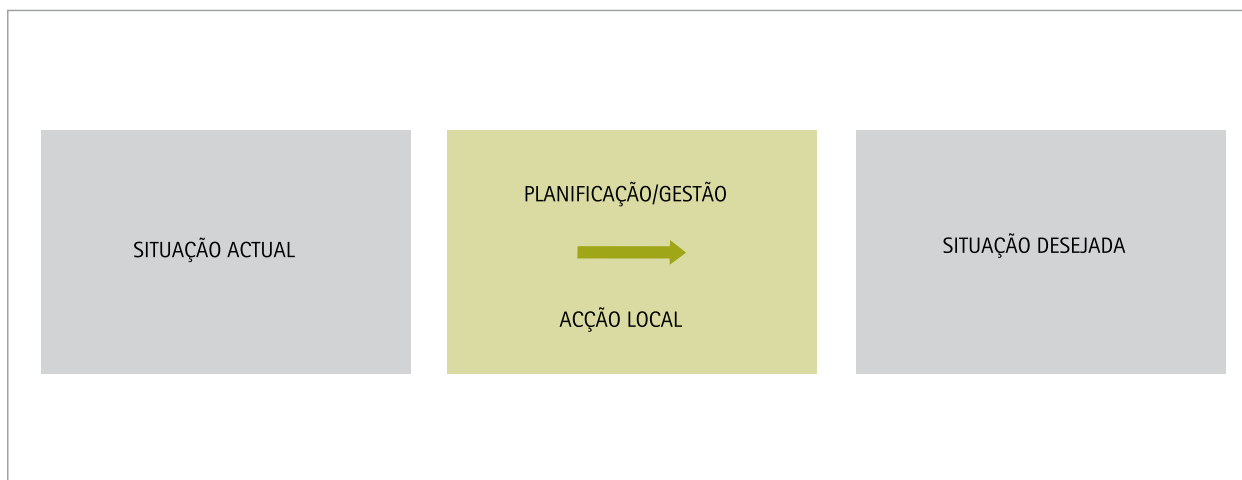 SITUAÇÃO ACTUAL
PLANIFICAÇÃO/GESTÃO
ACÇÃO LOCAL
SITUAÇÃO DESEJADA